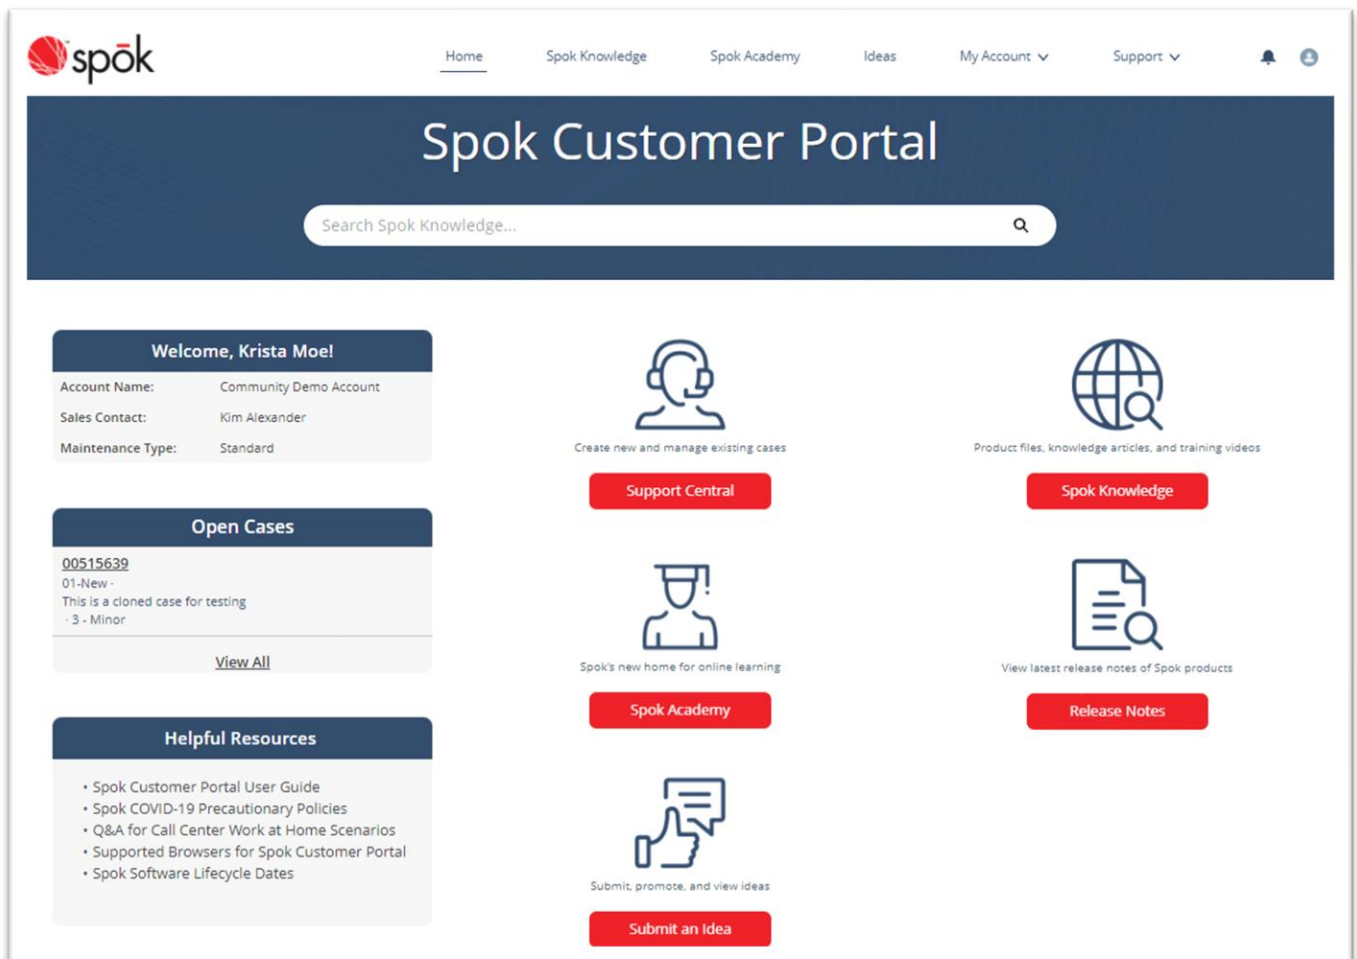 spōk
Home
Spok Knowledge
Spok Academy
Ideas
My Account
Support
Spok Customer Portal
Search Spok Knowledge...
Welcome, Krista Moe!
Account Name: Community Demo Account
Sales Contact: Kim Alexander
Maintenance Type: Standard
Open Cases
00515639
01-New ·
This is a cloned case for testing
· 3 - Minor
View All
Helpful Resources
• Spok Customer Portal User Guide
• Spok COVID-19 Precautionary Policies
• Q&A for Call Center Work at Home Scenarios
• Supported Browsers for Spok Customer Portal
• Spok Software Lifecycle Dates
Create new and manage existing cases
Support Central
Product files, knowledge articles, and training videos
Spok Knowledge
Spok's new home for online learning
Spok Academy
View latest release notes of Spok products
Release Notes
Submit, promote, and view ideas
Submit an Idea